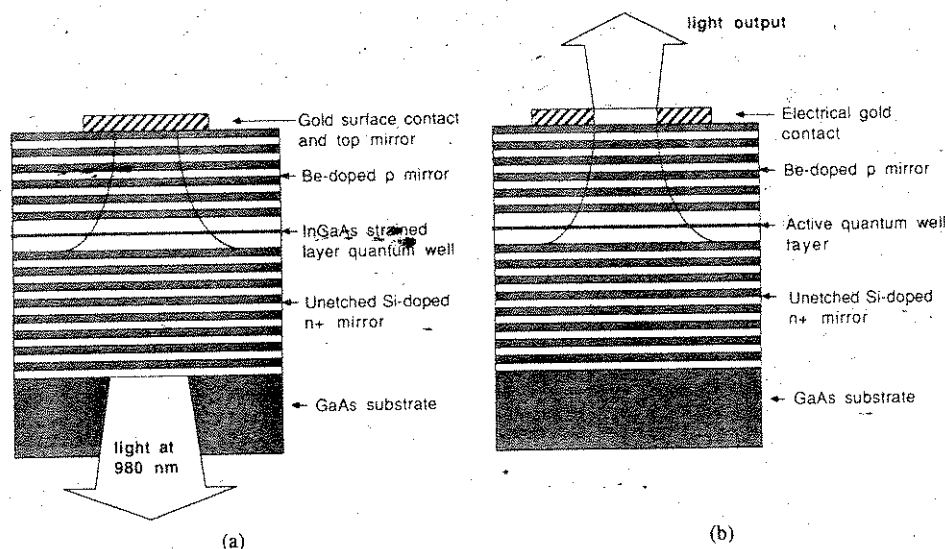 light output
Gold surface contact
and top mirror
Be-doped p mirror
InGaAs strained
layer quantum well
Unetched Si-doped
n+ mirror
GaAs substrate
light at
980 nm
(a)
Electrical gold
contact
Be-doped p mirror
Active quantum well
layer
Unetched Si-doped
n+ mirror
GaAs substrate
(b)